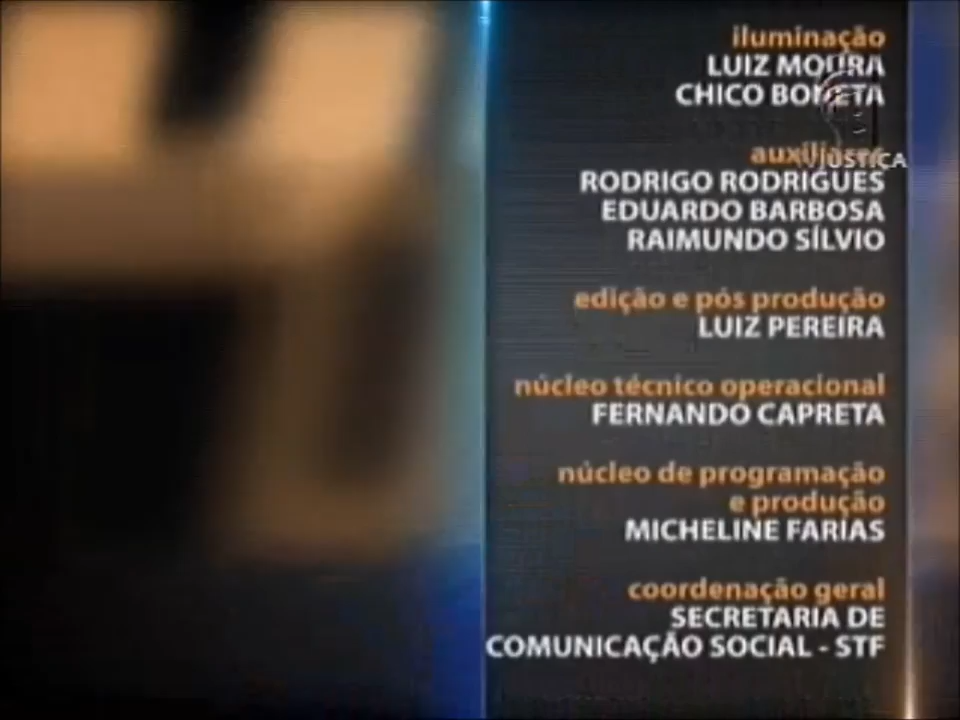 iluminação
LUIZ MOURA
CHICO BONETA
auxiliares
TVJUSTIÇA
RODRIGO RODRIGUES
EDUARDO BARBOSA
RAIMUNDO SÍLVIO
edição e pós produção
LUIZ PEREIRA
núcleo técnico operacional
FERNANDO CAPRETA
núcleo de programação
e produção
MICHELINE FARIAS
coordenação geral
SECRETARIA DE
COMUNICAÇÃO SOCIAL - STF